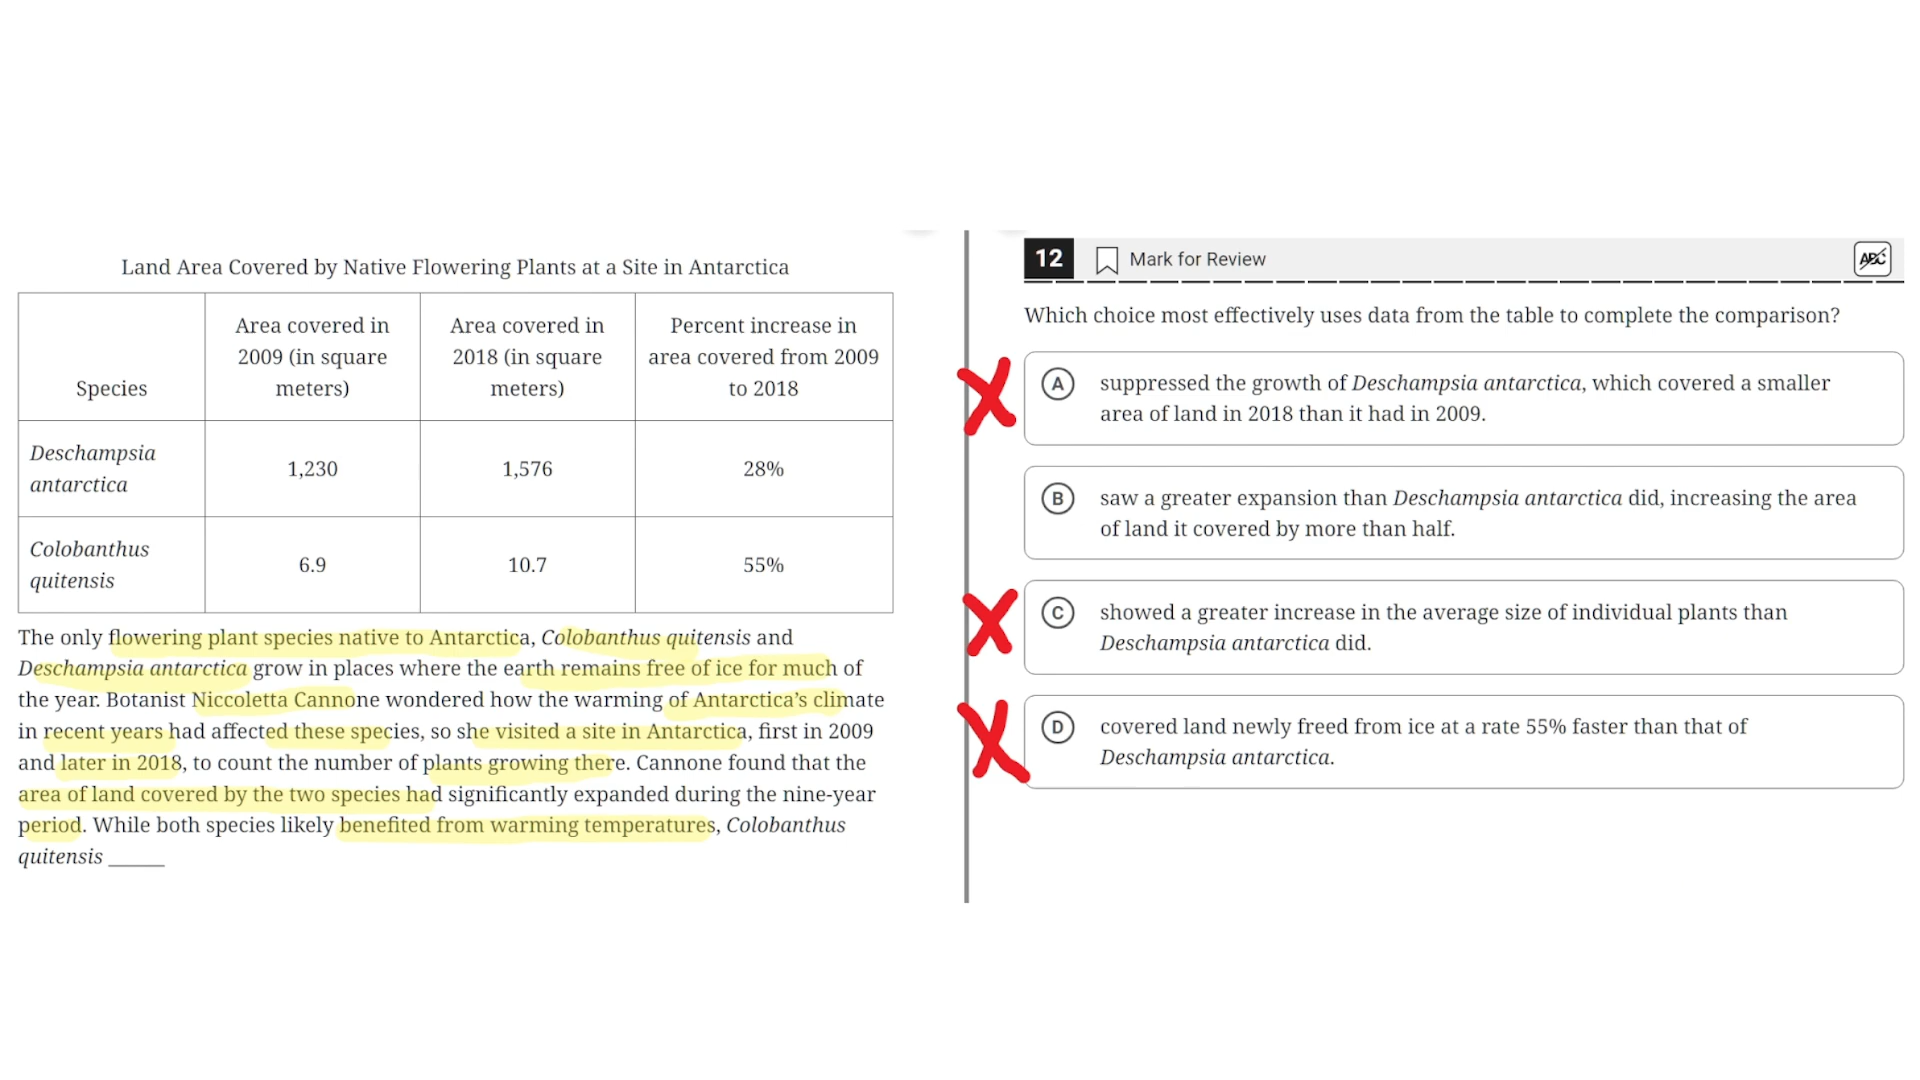 Land Area Covered by Native Flowering Plants at a Site in Antarctica
Species
Area covered in
2009 (in square
meters)
Area covered in
2018 (in square
meters)
Percent increase in
area covered from 2009
to 2018
Deschampsia
antarctica
1,230
1,576
28%
Colobanthus
quitensis
6.9
10.7
55%
The only flowering plant species native to Antarctica, Colobanthus quitensis and
Deschampsia antarctica grow in places where the earth remains free of ice for much of
the year. Botanist Niccoletta Cannone wondered how the warming of Antarctica’s climate
in recent years had affected these species, so she visited a site in Antarctica, first in 2009
and later in 2018, to count the number of plants growing there. Cannone found that the
area of land covered by the two species had significantly expanded during the nine-year
period. While both species likely benefited from warming temperatures, Colobanthus
quitensis ______
12 Mark for Review ABC
Which choice most effectively uses data from the table to complete the comparison?
A suppressed the growth of Deschampsia antarctica, which covered a smaller
area of land in 2018 than it had in 2009.
B saw a greater expansion than Deschampsia antarctica did, increasing the area
of land it covered by more than half.
C showed a greater increase in the average size of individual plants than
Deschampsia antarctica did.
D covered land newly freed from ice at a rate 55% faster than that of
Deschampsia antarctica.